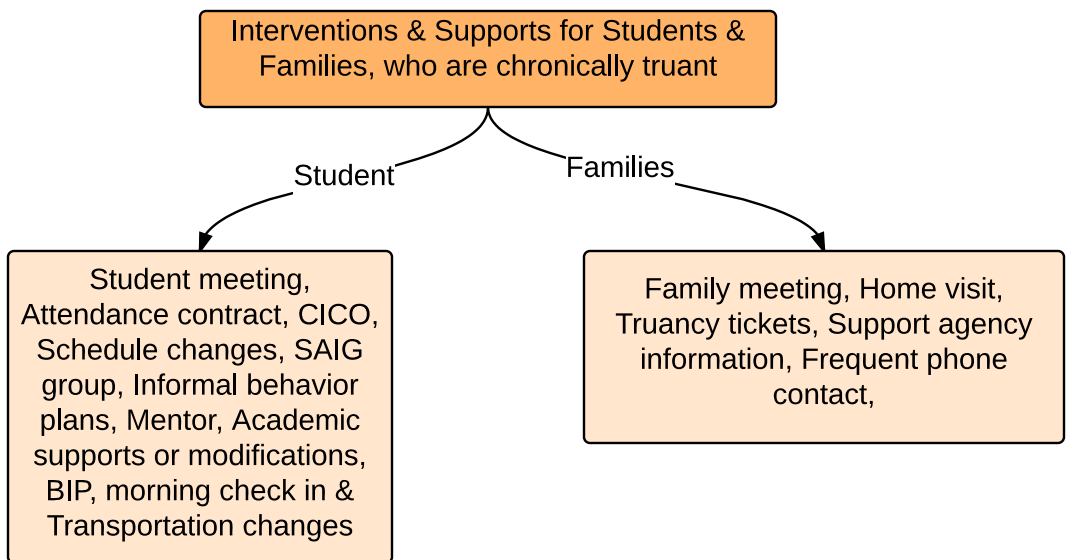 Interventions & Supports for Students &
Families, who are chronically truant
Student
Families
Student meeting,
Attendance contract, CICO,
Schedule changes, SAIG
group, Informal behavior
plans, Mentor, Academic
supports or modifications,
BIP, morning check in &
Transportation changes
Family meeting, Home visit,
Truancy tickets, Support agency
information, Frequent phone
contact,